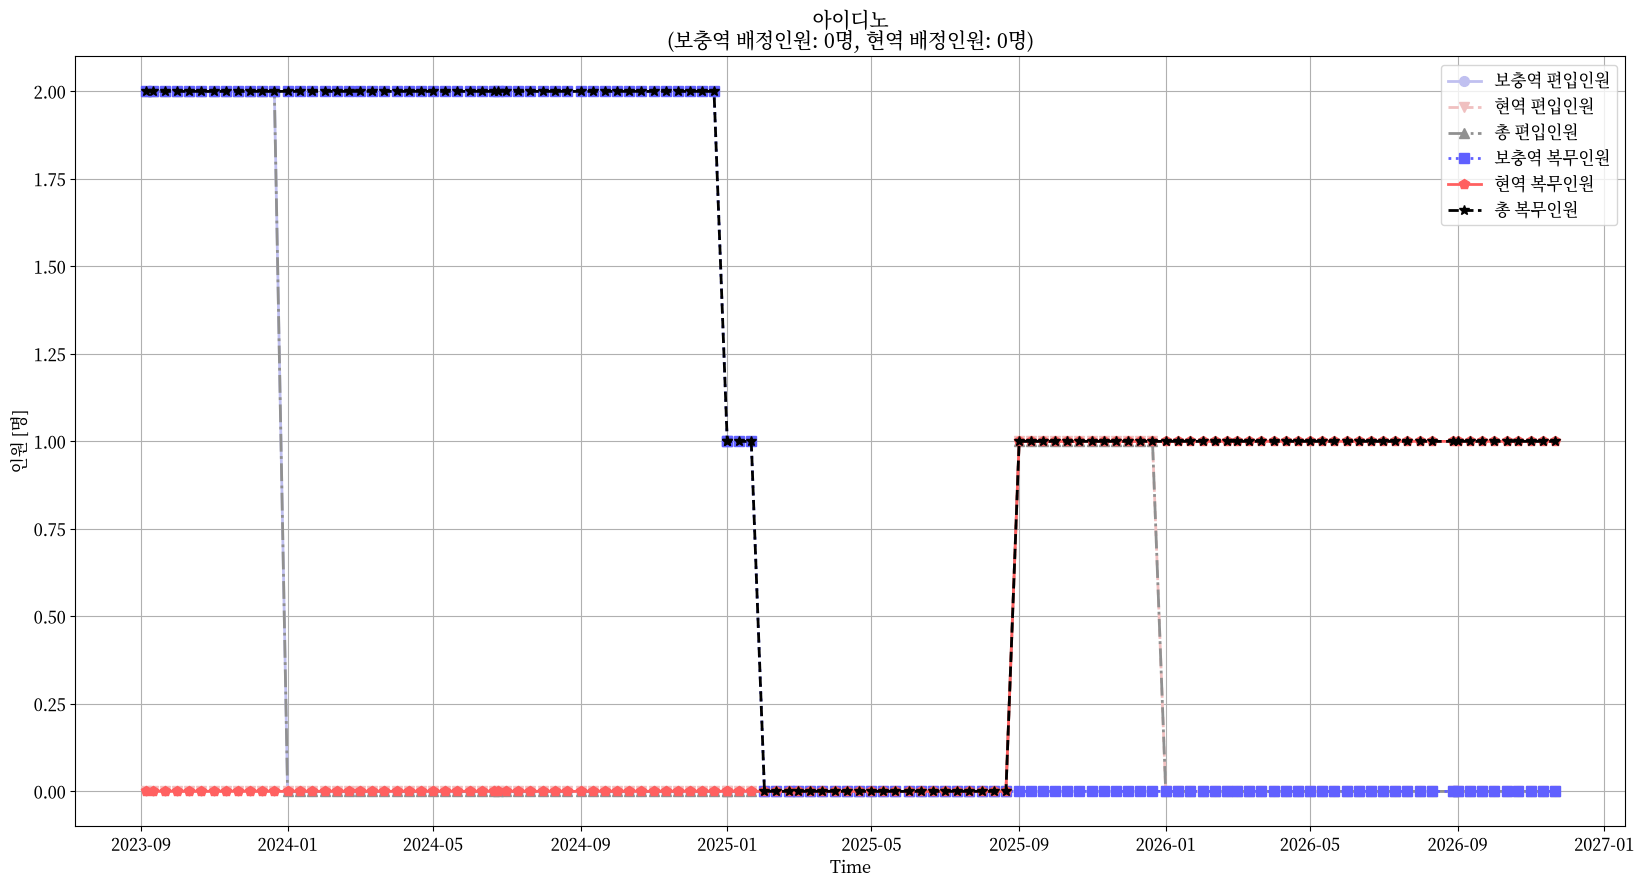 아이디노
(보충역 배정인원: 0명, 현역 배정인원: 0명)
보충역 편입인원
현역 편입인원
총 편입인원
보충역 복무인원
현역 복무인원
총 복무인원
인원 [명]
2.00
1.75
1.50
1.25
1.00
0.75
0.50
0.25
0.00
2023-09
2024-01
2024-05
2024-09
2025-01
2025-05
2025-09
2026-01
2026-05
2026-09
2027-01
Time